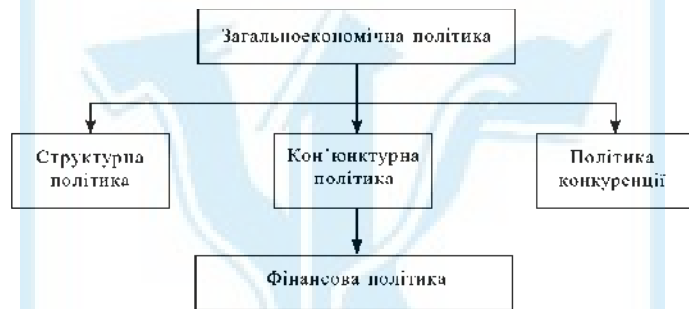 Загальноекономічна політика
Структурна
політика
Кон'юнктурна
політика
Політика
конкуренції
Фінансова політика